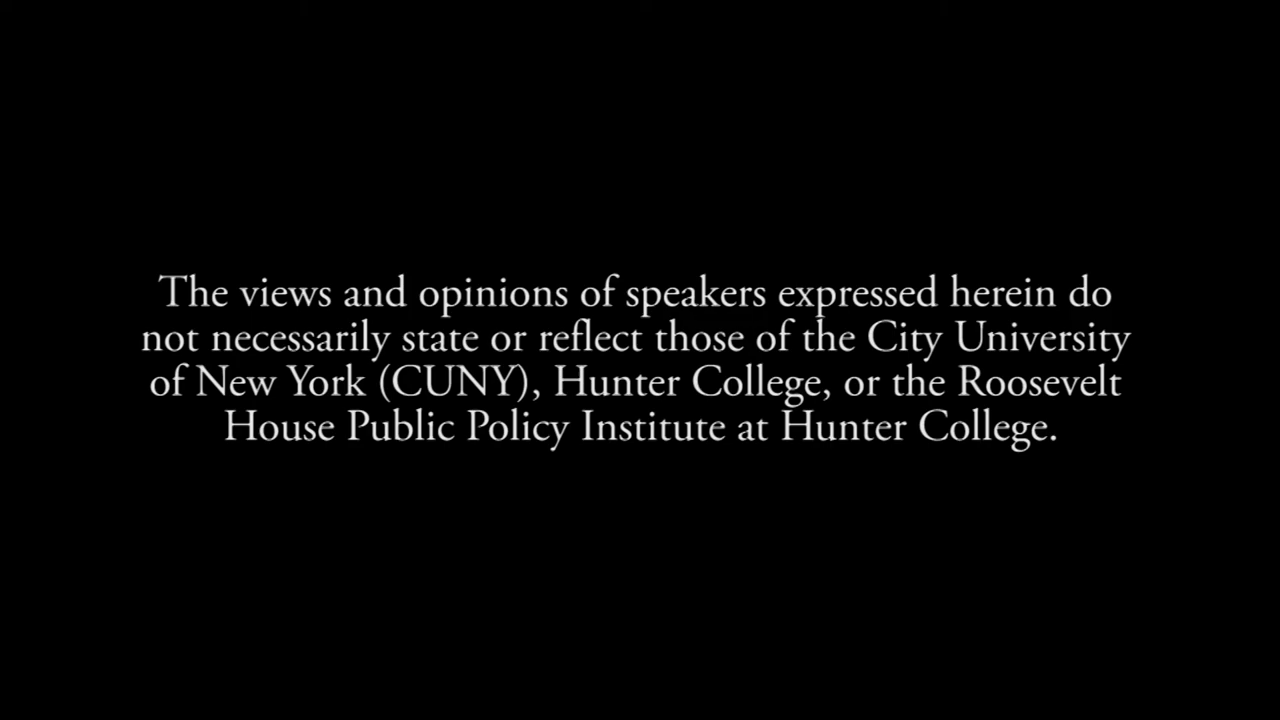 The views and opinions of speakers expressed herein do
not necessarily state or reflect those of the City University
of New York (CUNY), Hunter College, or the Roosevelt
House Public Policy Institute at Hunter College.